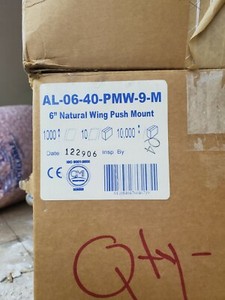 AL-06-40-PMW-9-M
6" Natural Wing Push Mount
1000 10 10,000
Date 122906 Insp By
Qty-